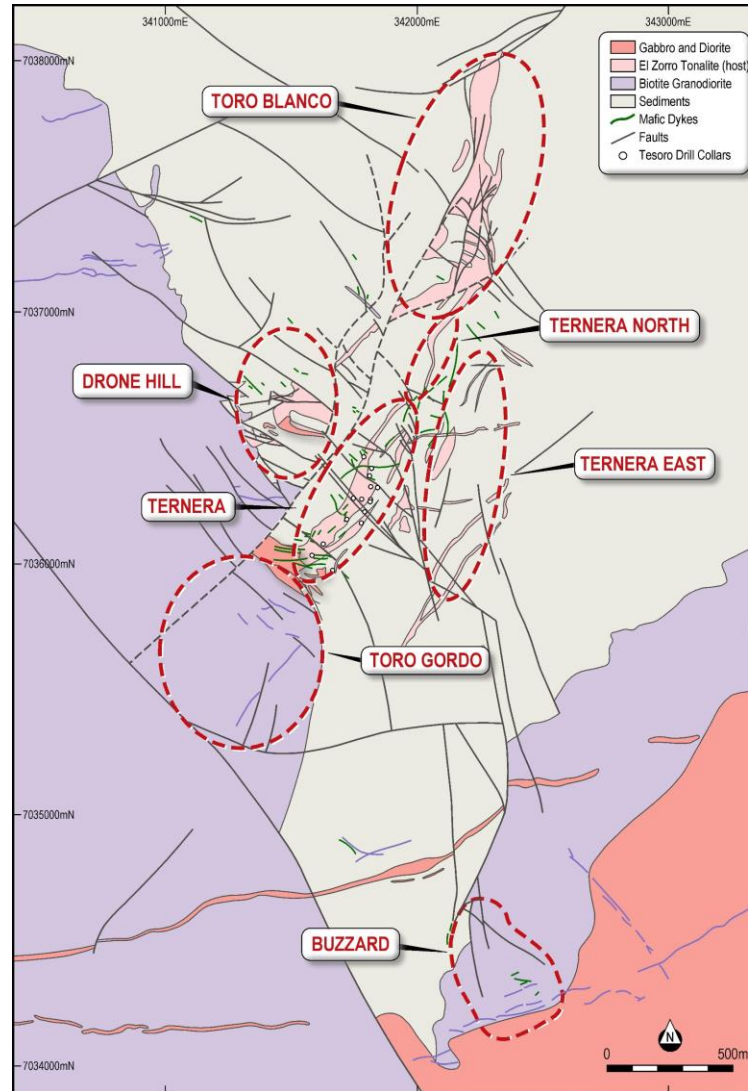 341000mE
342000mE
343000mE
7038000mN
7037000mN
7036000mN
7035000mN
7034000mN
Gabbro and Diorite
El Zorro Tonalite (host)
Biotite Granodiorite
Sediments
Mafic Dykes
Faults
Tesoro Drill Collars
TORO BLANCO
TERNERA NORTH
DRONE HILL
TERNERA EAST
TERNERA
TORO GORDO
BUZZARD
N
0
500m